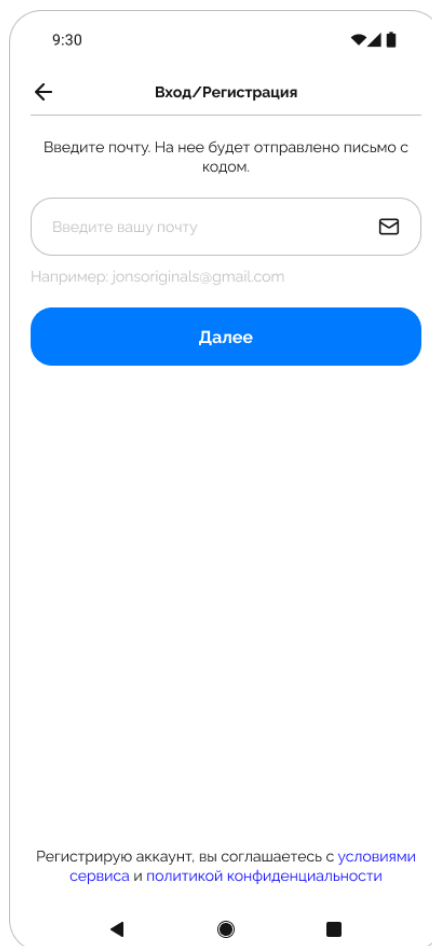 9:30
Вход/Регистрация
Введите почту. На нее будет отправлено письмо с
кодом.
Введите вашу почту
Например: jonsoriginals@gmail.com
Далее
Регистрирую аккаунт, вы соглашаетесь с условиями
сервиса и политикой конфиденциальности